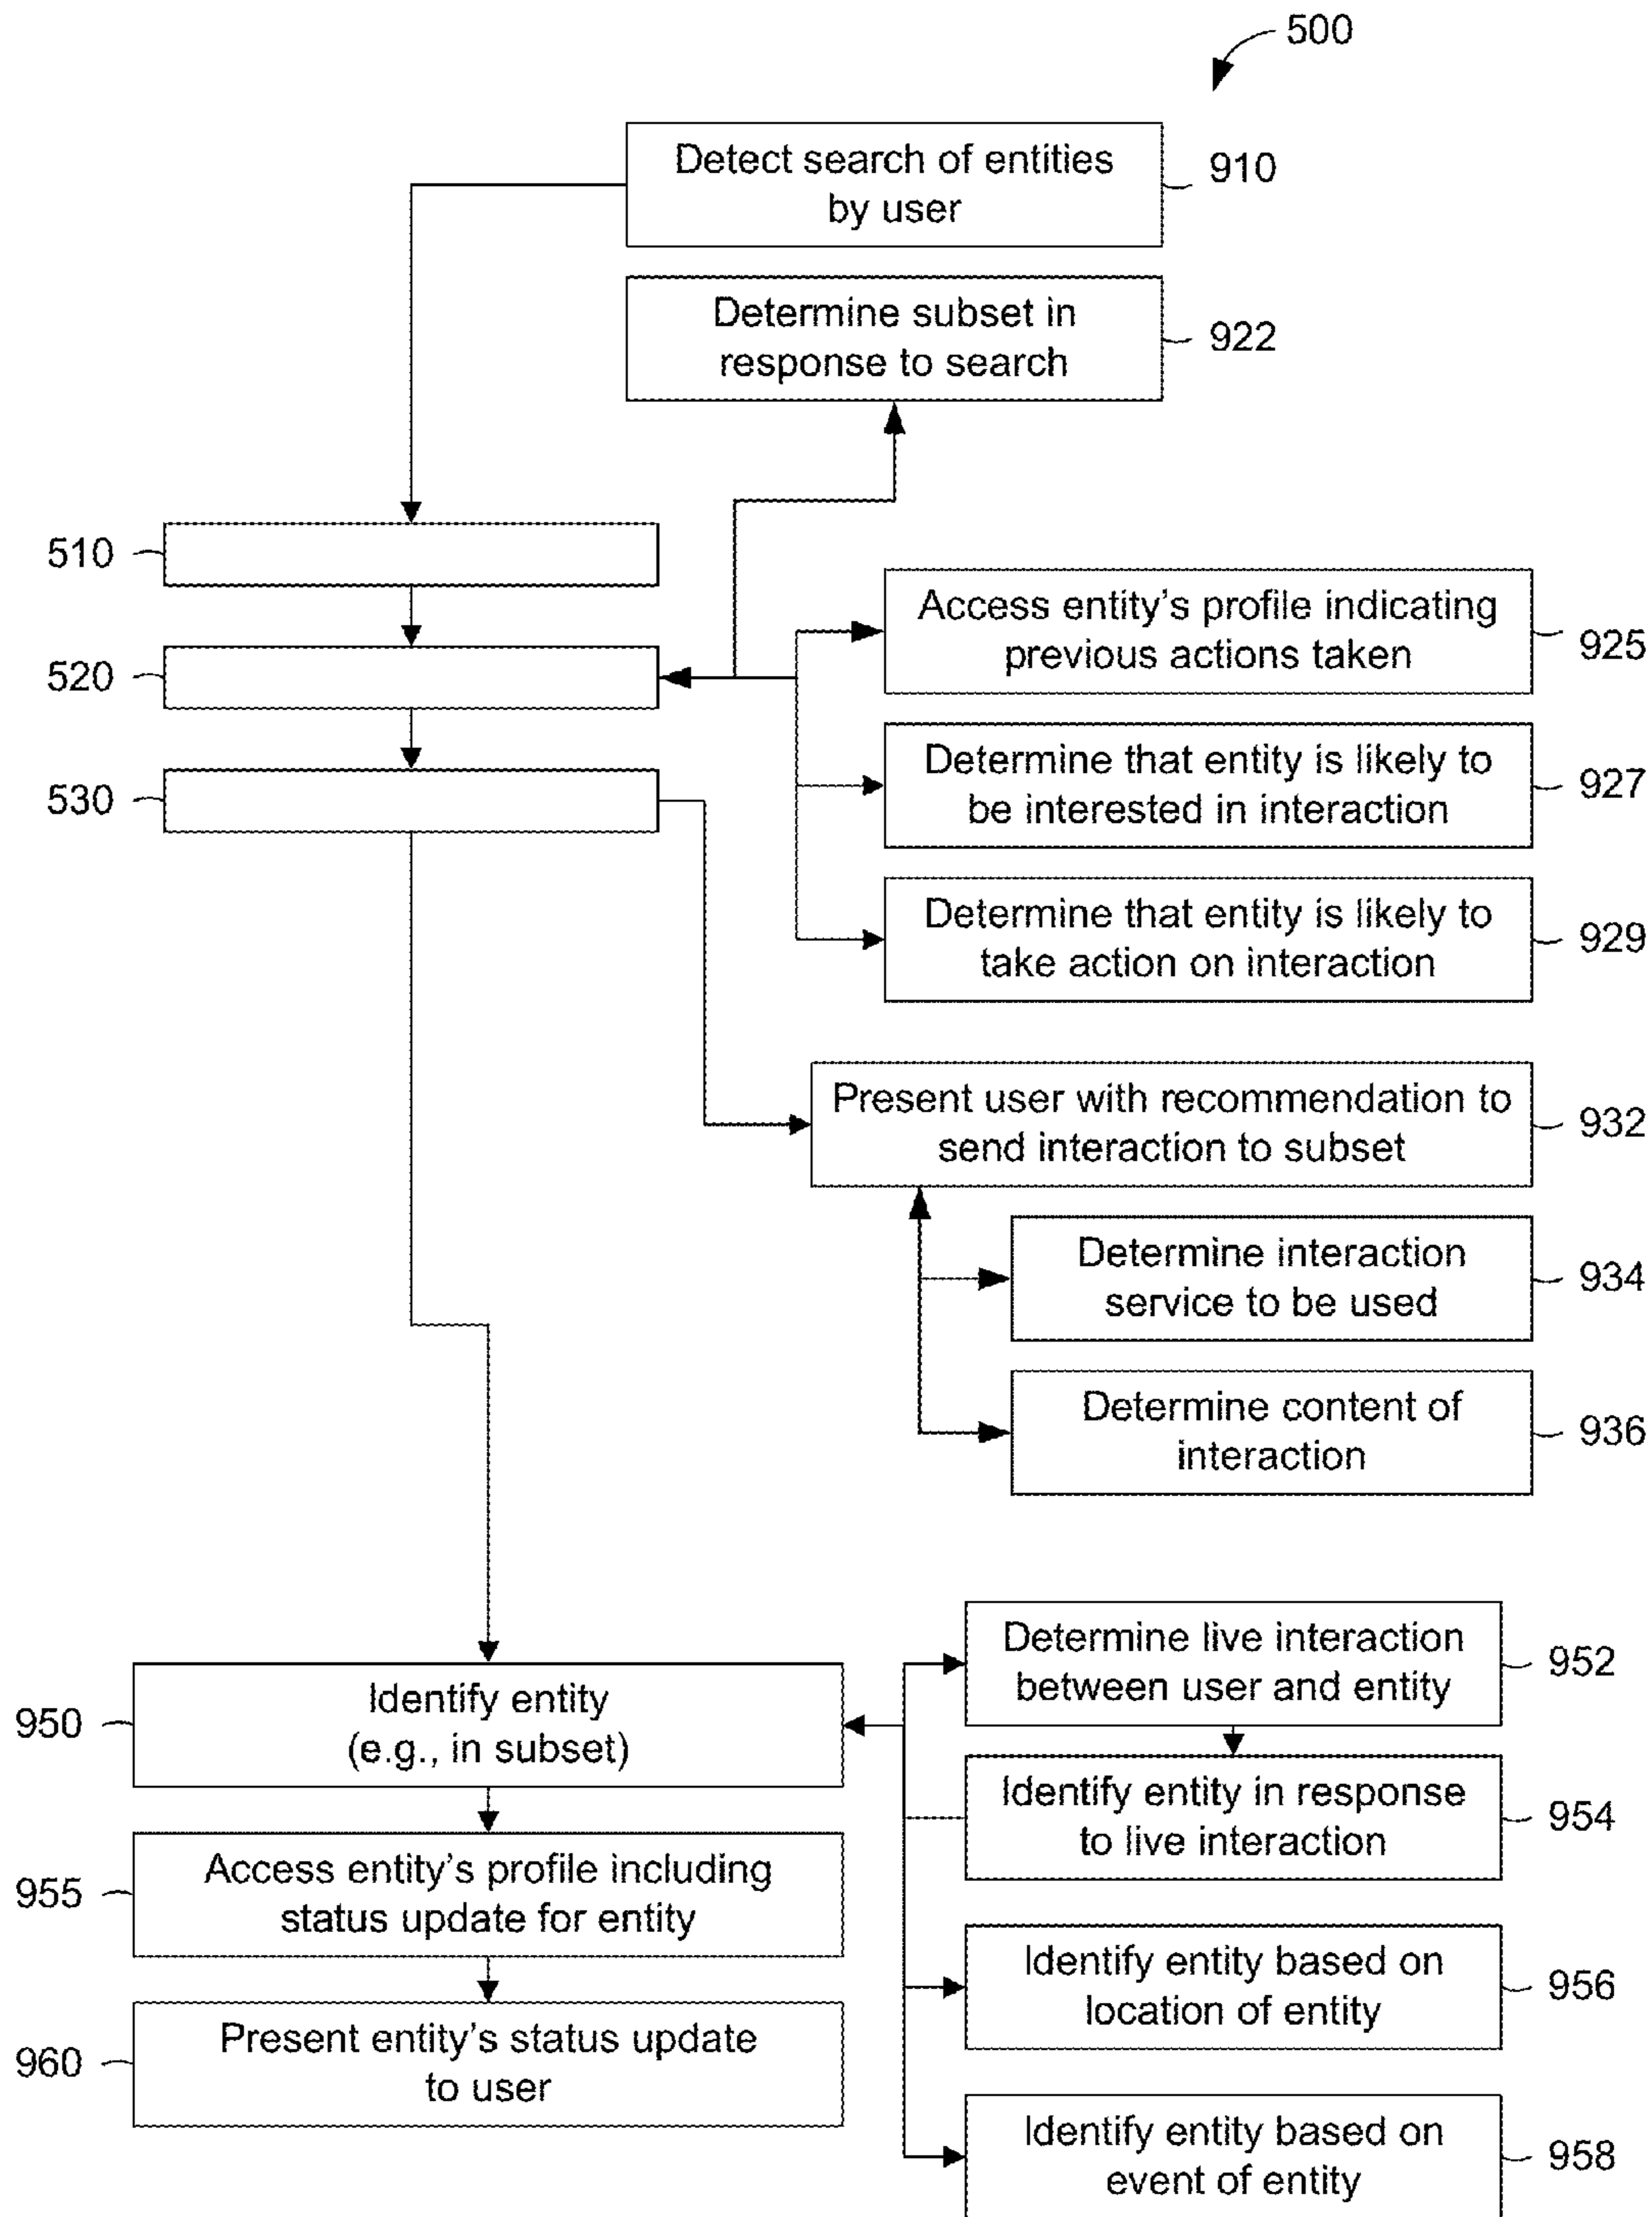 500
Detect search of entities
by user
910
Determine subset in
response to search
922
510
520
530
Access entity’s profile indicating
previous actions taken
925
Determine that entity is likely to
be interested in interaction
927
Determine that entity is likely to
take action on interaction
929
Present user with recommendation to
send interaction to subset
932
Determine interaction
service to be used
934
Determine content of
interaction
936
950
Identify entity
(e.g., in subset)
955
Access entity’s profile including
status update for entity
960
Present entity’s status update
to user
Determine live interaction
between user and entity
952
Identify entity in response
to live interaction
954
Identify entity based on
location of entity
956
Identify entity based on
event of entity
958